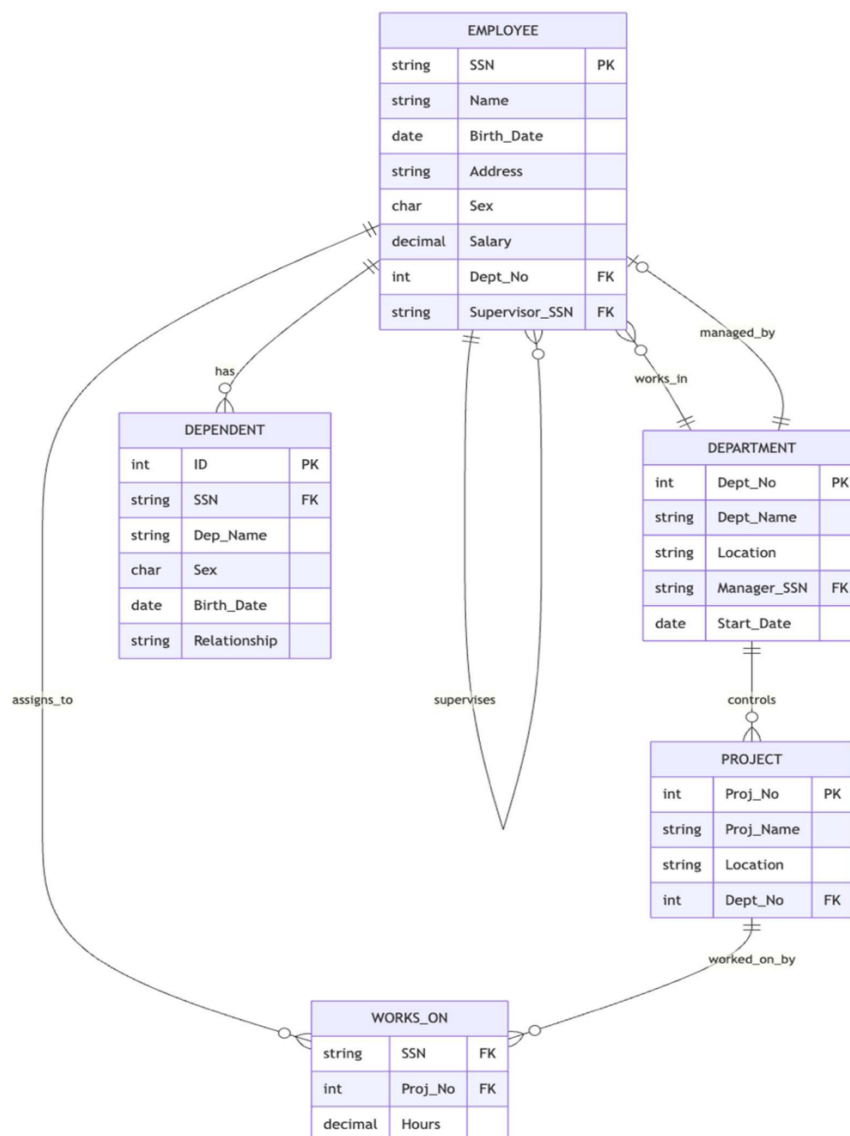 EMPLOYEE
string SSN PK
string Name
date Birth_Date
string Address
char Sex
decimal Salary
int Dept_No FK
string Supervisor_SSN FK
managed_by
has
works_in
DEPENDENT
int ID PK
string SSN FK
string Dep_Name
char Sex
date Birth_Date
string Relationship
DEPARTMENT
int Dept_No PK
string Dept_Name
string Location
string Manager_SSN FK
date Start_Date
assigns_to
supervises
controls
PROJECT
int Proj_No PK
string Proj_Name
string Location
int Dept_No FK
worked_on_by
WORKS_ON
string SSN FK
int Proj_No FK
decimal Hours